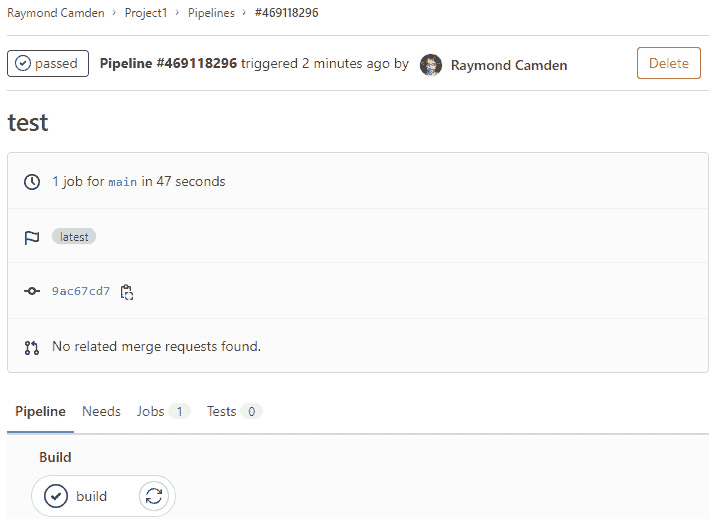 Raymond Camden > Project1 > Pipelines > #469118296
passed Pipeline #469118296 triggered 2 minutes ago by Raymond Camden Delete
test
1 job for main in 47 seconds
latest
9ac67cd7
No related merge requests found.
Pipeline Needs Jobs 1 Tests 0
Build
build